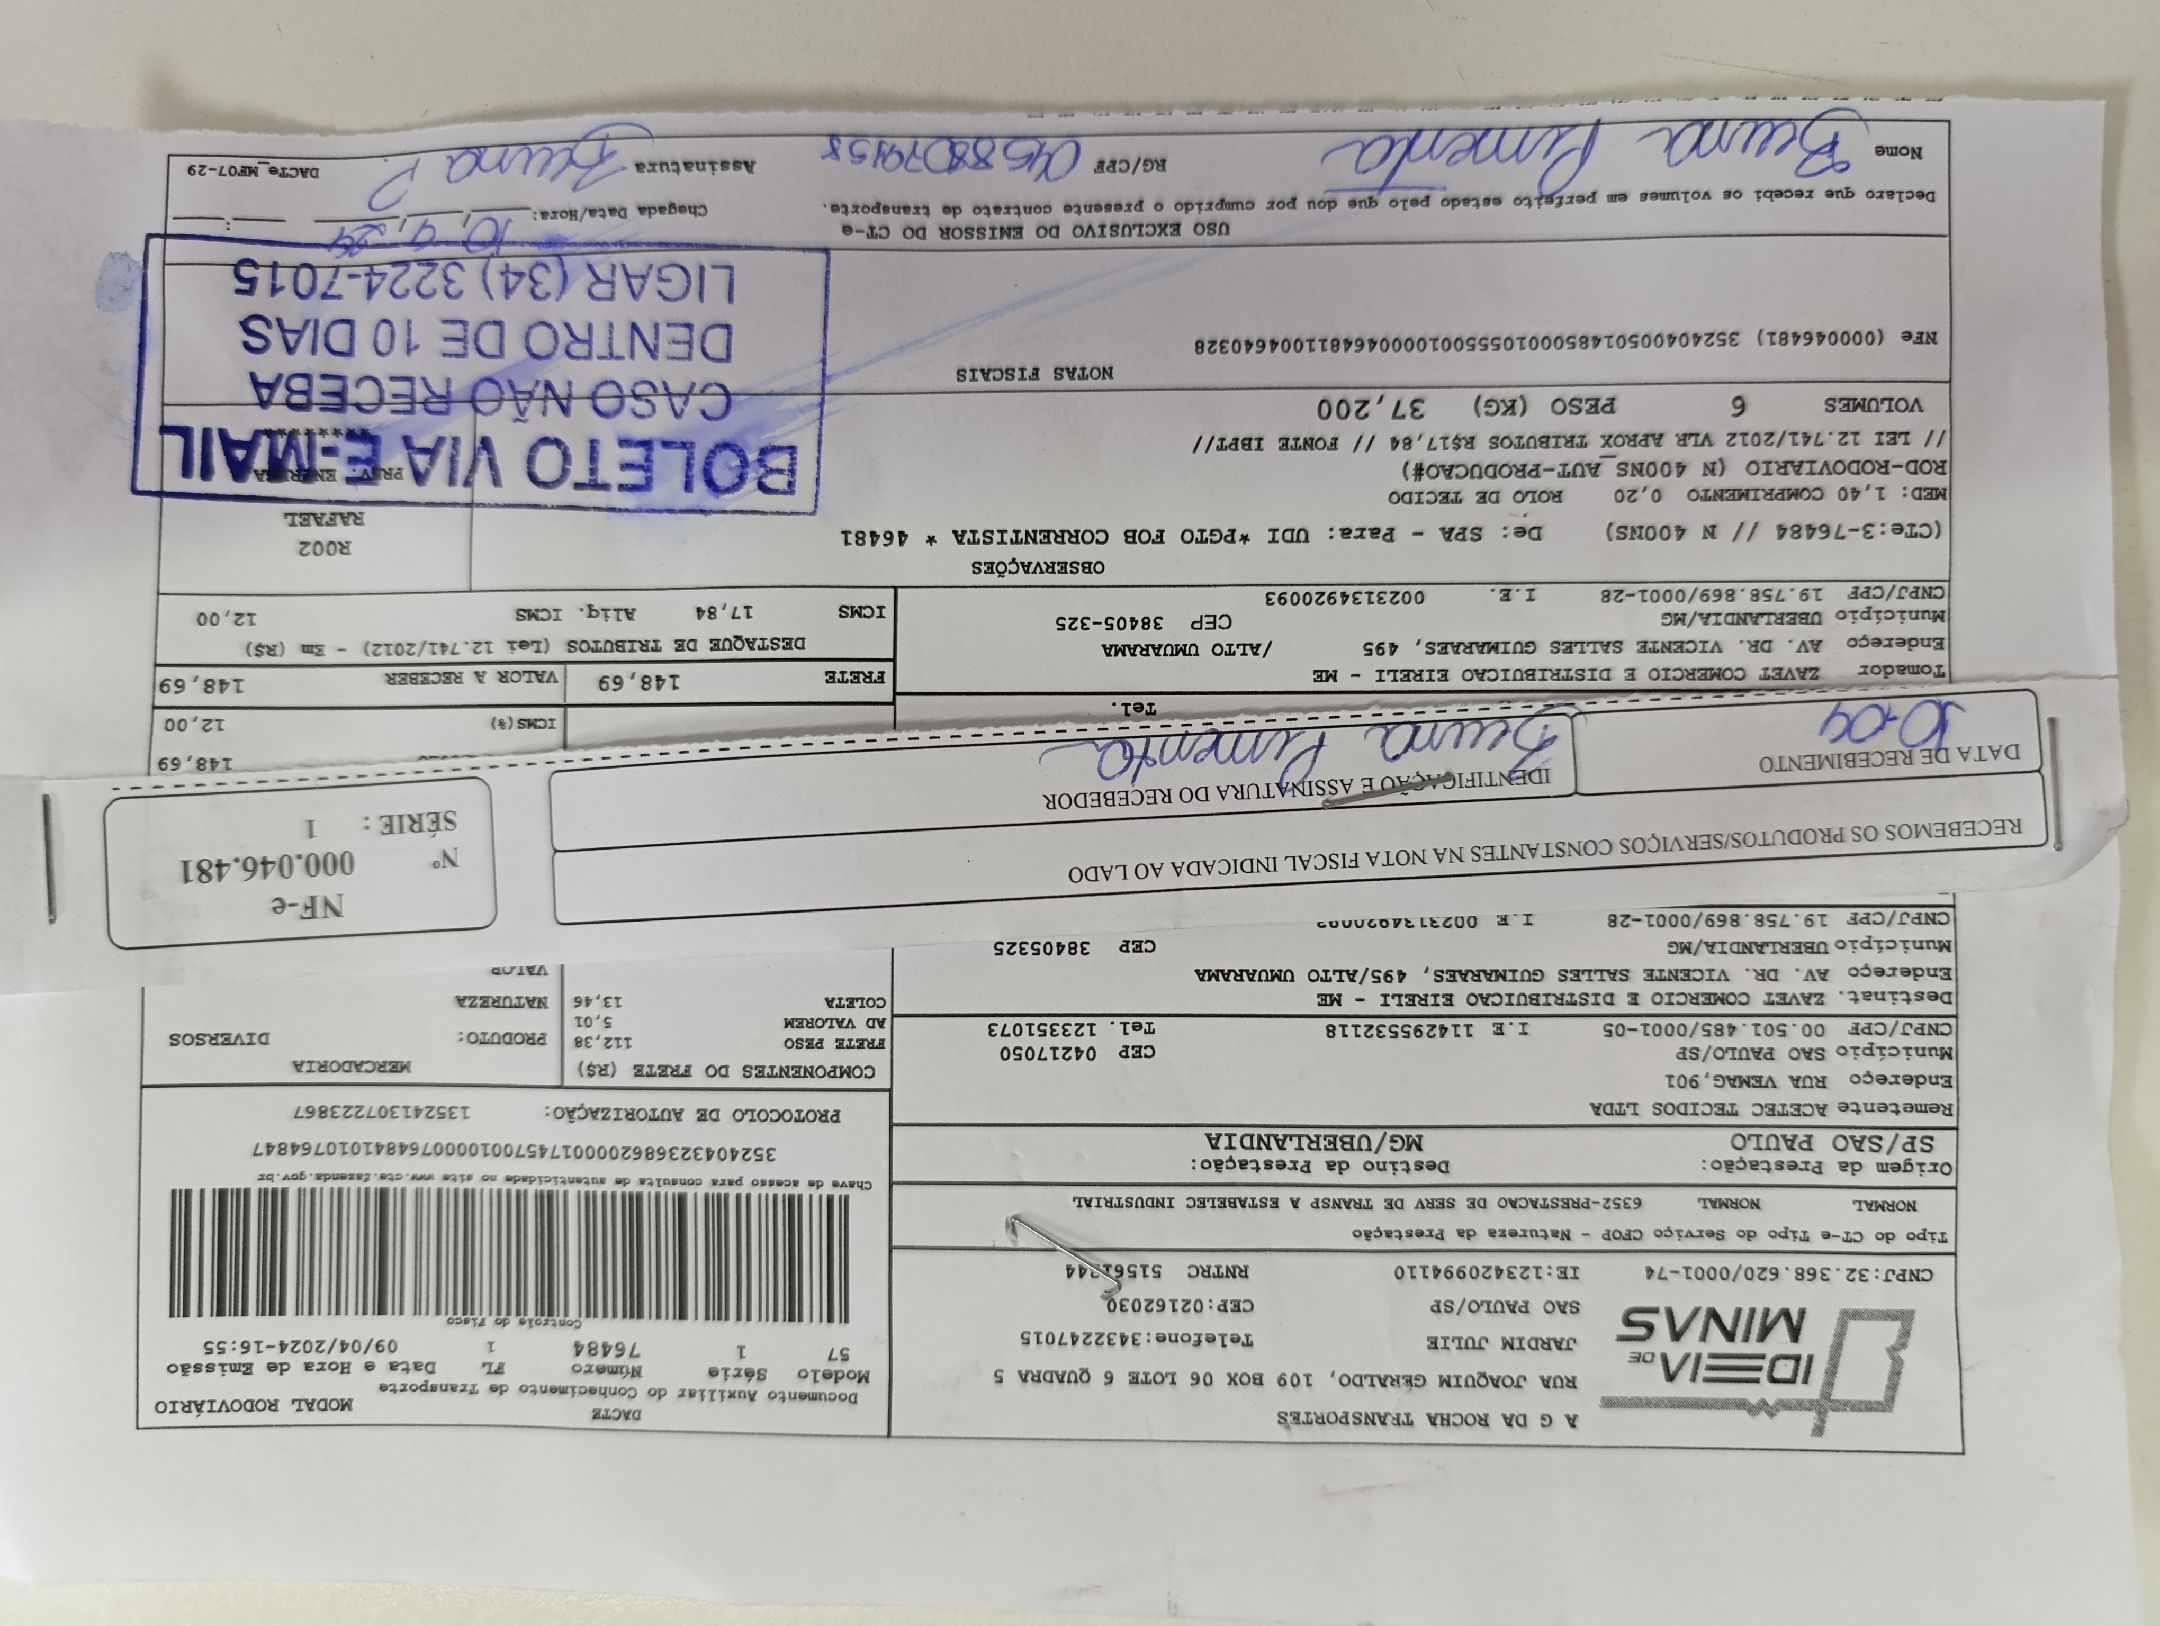 IDEIA DE
MINAS
A G DA ROCHA TRANSPORTES
RUA JOAQUIM GERALDO, 109 BOX 06 LOTE 6 QUADRA 5
JARDIM JULIE Telefone:3432247015
SAO PAULO/SP CEP:02162030
CNPJ:32.368.620/0001-74 IE:123420994110 RNTRC
DACTE
Documento Auxiliar do Conhecimento de Transporte
MODAL RODOVIÁRIO
Modelo Série Número FL Data e Hora de Emissão
57 1 76484 1 09/04/2024-16:55
Controle do Fisco
Chave de acesso para consulta de autenticidade no site www.cte.fazenda.gov.br
35240432368620000174570010000764841010764847
PROTOCOLO DE AUTORIZAÇÃO: 135241307223867
Tipo do CT-e Tipo do Serviço CFOP - Natureza da Prestação
NORMAL NORMAL 6352-PRESTACAO DE SERV DE TRANSP A ESTABELEC INDUSTRIAL
Origem da Prestação: Destino da Prestação:
SP/SAO PAULO MG/UBERLANDIA
Remetente ACETEC TECIDOS LTDA
Endereço RUA VEMAG,901
Município SAO PAULO/SP CEP 04217050
CNPJ/CPF 00.501.485/0001-05 I.E 114295532118 Tel. 123351073
Destinat. ZAVET COMERCIO E DISTRIBUICAO EIRELI - ME
Endereço AV. DR. VICENTE SALLES GUIMARAES, 495/ALTO UMUARAMA
Município UBERLANDIA/MG CEP 38405325
CNPJ/CPF 19.758.869/0001-28 I.E
COMPONENTES DO FRETE (R$) MERCADORIA
FRETE PESO 112,38 PRODUTO: DIVERSOS
AD VALOREM 5,01
COLETA 13,46 NATUREZA
VALOR
RECEBEMOS OS PRODUTOS/SERVIÇOS CONSTANTES NA NOTA FISCAL INDICADA AO LADO
DATA DE RECEBIMENTO
10-04
IDENTIFICAÇÃO E ASSINATURA DO RECEBEDOR
Bruna Pimenta
NF-e
Nº 000.046.481
SÉRIE: 1
148,69
ICMS(%) 12,00
Tel.
FRETE 148,69 VALOR A RECEBER 148,69
Tomador ZAVET COMERCIO E DISTRIBUICAO EIRELI - ME
Endereço AV. DR. VICENTE SALLES GUIMARAES, 495 /ALTO UMUARAMA
Município UBERLANDIA/MG CEP 38405-325
CNPJ/CPF 19.758.869/0001-28 I.E. 0023134920093
DESTAQUE DE TRIBUTOS (Lei 12.741/2012) - Em (R$)
ICMS 17,84 Aliq. ICMS 12,00
OBSERVAÇÕES
(CTe:3-76484 // N 400NS) De: SPA - Para: UDI *PGTO FOB CORRENTISTA * 46481
MED: 1,40 COMPRIMENTO 0,20 ROLO DE TECIDO
ROD-RODOVIARIO (N 400NS_AUT-PRODUCAO#)
// LEI 12.741/2012 VLR APROX TRIBUTOS R$17,84 // FONTE IBPT//
R002
RAFAEL
PREV. ENTREGA
VOLUMES 6 PESO (KG) 37,200
NOTAS FISCAIS
NFe (000046481) 35240400501485000105550010000464811004640328
BOLETO VIA E-MAIL
CASO NÃO RECEBA
DENTRO DE 10 DIAS
LIGAR (34) 3224-7015
USO EXCLUSIVO DO EMISSOR DO CT-e
Declaro que recebi os volumes em perfeito estado pelo que dou por cumprido o presente contrato de transporte.
Chegada Data/Hora: 10, 4, 24
Nome Bruna Pimenta RG/CPF Assinatura Bruna P.
DACTe_MF07-29